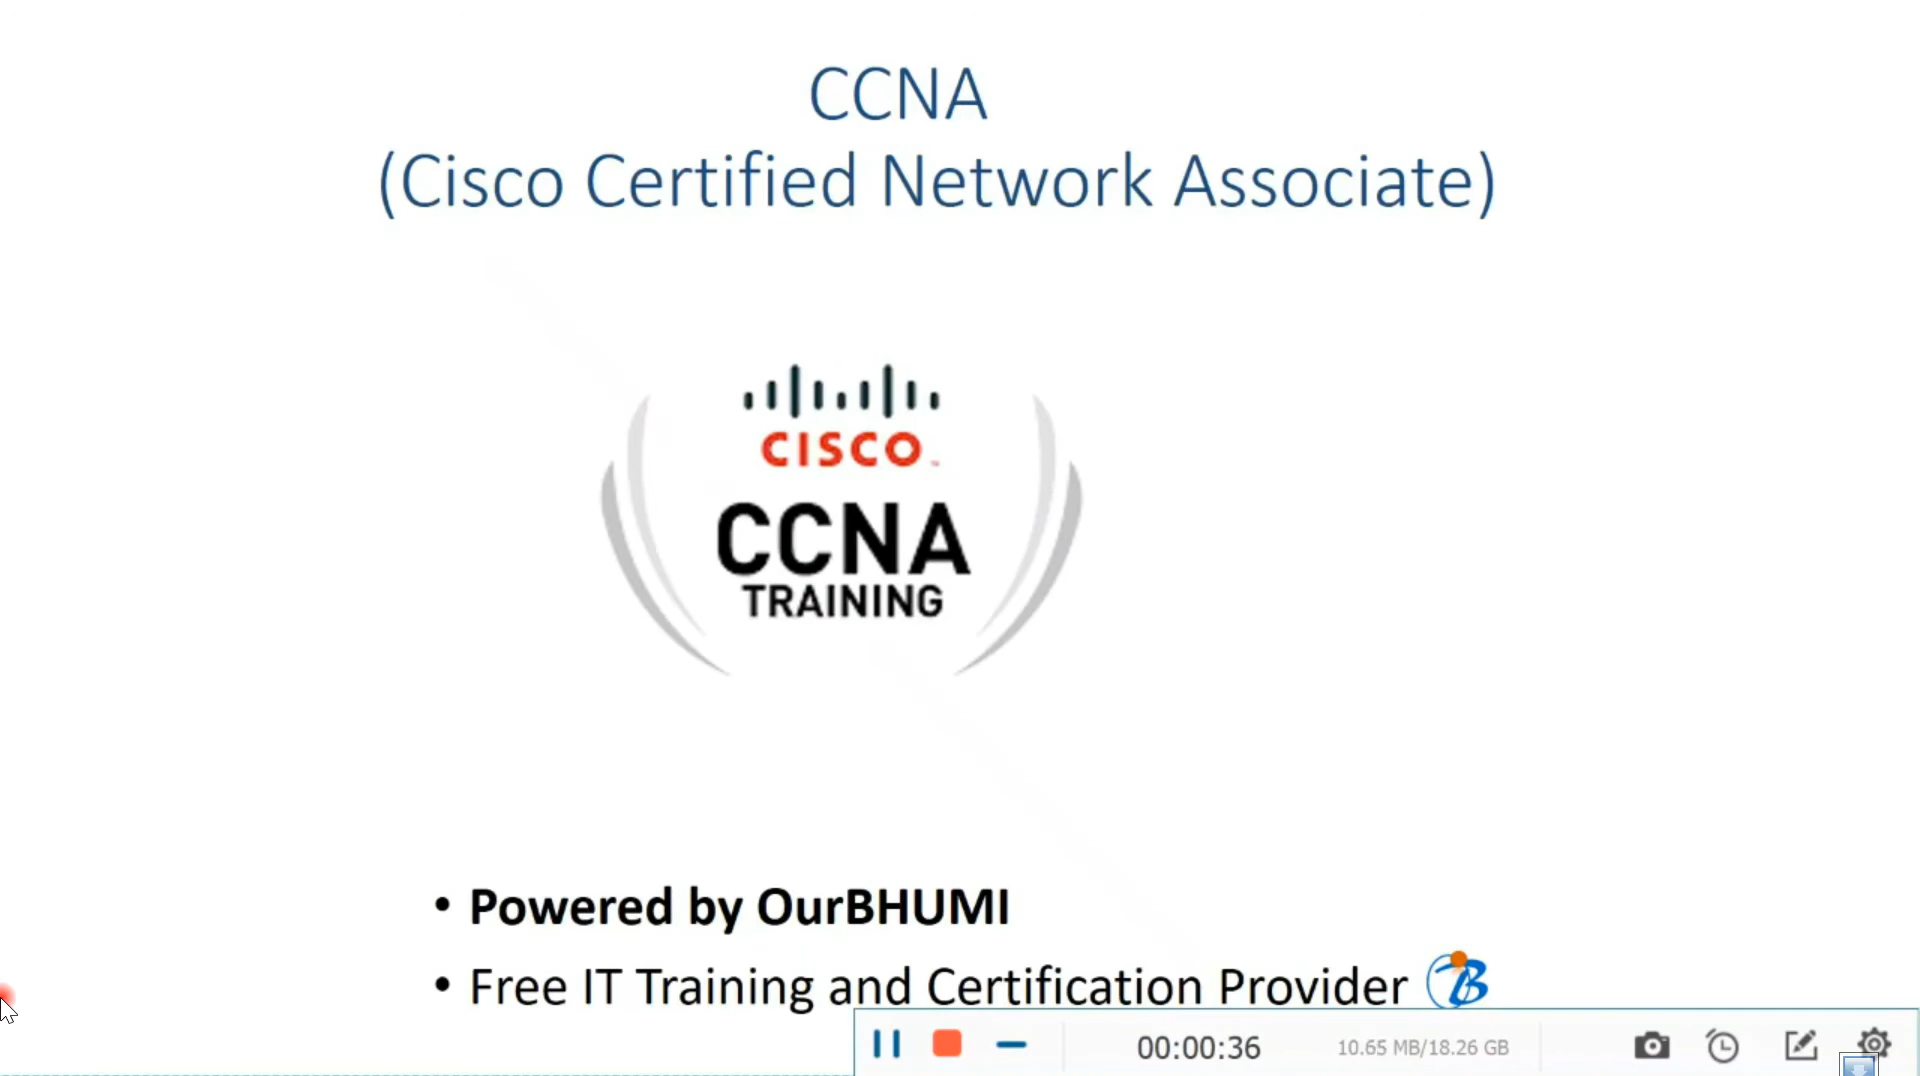 CCNA
(Cisco Certified Network Associate)
CISCO
CCNA
TRAINING
• Powered by OurBHUMI
• Free IT Training and Certification Provider
00:00:36
10.65 MB/18.26 GB